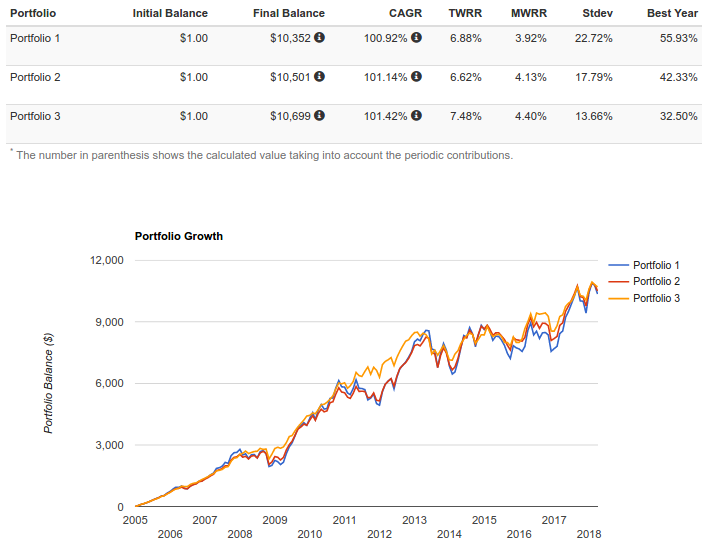 Portfolio Initial Balance Final Balance CAGR TWRR MWRR Stdev Best Year
Portfolio 1 $1.00 $10,352 100.92% 6.88% 3.92% 22.72% 55.93%
Portfolio 2 $1.00 $10,501 101.14% 6.62% 4.13% 17.79% 42.33%
Portfolio 3 $1.00 $10,699 101.42% 7.48% 4.40% 13.66% 32.50%
* The number in parenthesis shows the calculated value taking into account the periodic contributions.
Portfolio Growth
Portfolio Balance ($)
12,000
9,000
6,000
3,000
0
2005 2007 2009 2011 2013 2015 2017
2006 2008 2010 2012 2014 2016 2018
Portfolio 1
Portfolio 2
Portfolio 3